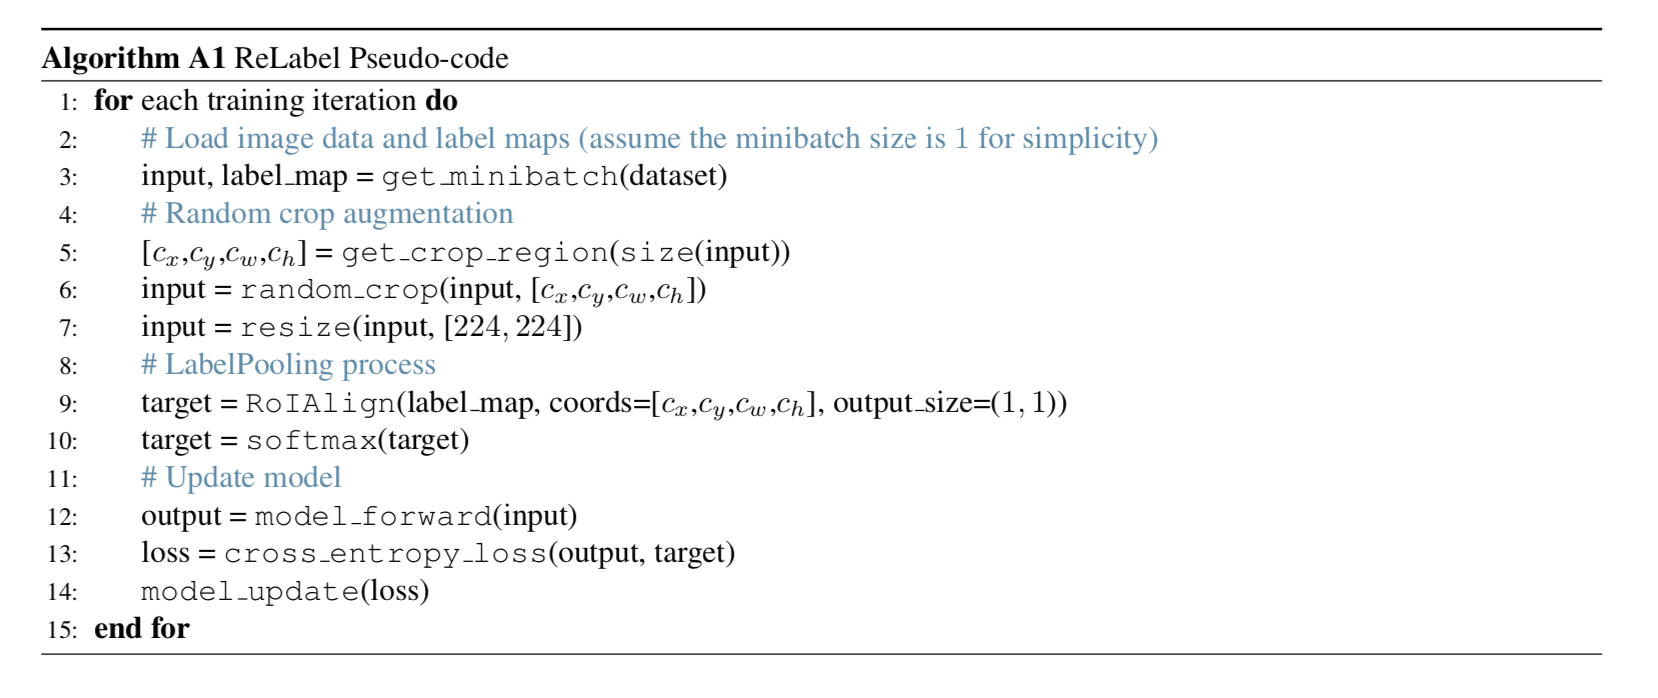 Algorithm A1 ReLabel Pseudo-code
1: for each training iteration do
2: # Load image data and label maps (assume the minibatch size is 1 for simplicity)
3: input, label_map = get_minibatch(dataset)
4: # Random crop augmentation
5: [c_x,c_y,c_w,c_h] = get_crop_region(size(input))
6: input = random_crop(input, [c_x,c_y,c_w,c_h])
7: input = resize(input, [224, 224])
8: # LabelPooling process
9: target = RoIAlign(label_map, coords=[c_x,c_y,c_w,c_h], output_size=(1, 1))
10: target = softmax(target)
11: # Update model
12: output = model_forward(input)
13: loss = cross_entropy_loss(output, target)
14: model_update(loss)
15: end for